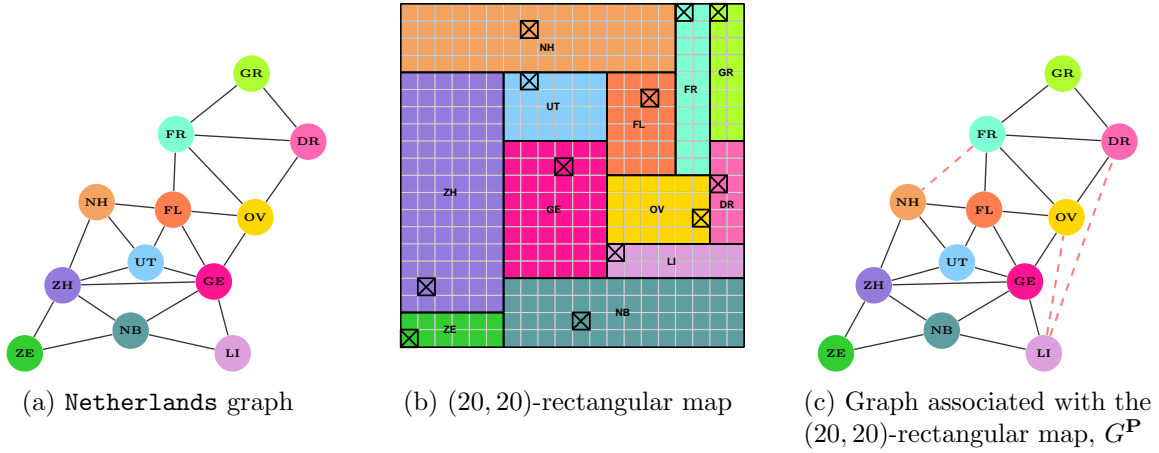 GR
FR
DR
NH
FL
OV
UT
GE
ZH
NB
ZE
LI
(a) Netherlands graph
NH
GR
FR
UT
FL
ZH
GE
OV
DR
LI
NB
ZE
(b) (20, 20)-rectangular map
GR
FR
DR
NH
FL
OV
UT
GE
ZH
NB
ZE
LI
(c) Graph associated with the
(20, 20)-rectangular map, G^P